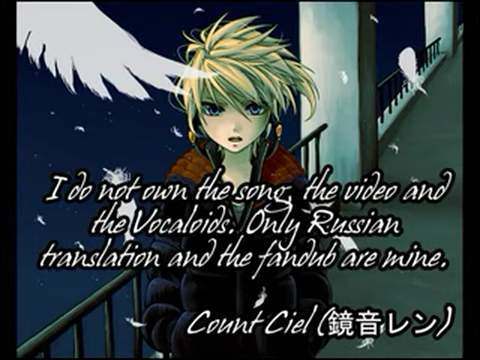 I do not own the song, the video and
the Vocaloids. Only Russian
translation and the fandub are mine.
Count Ciel (鏡音レン)